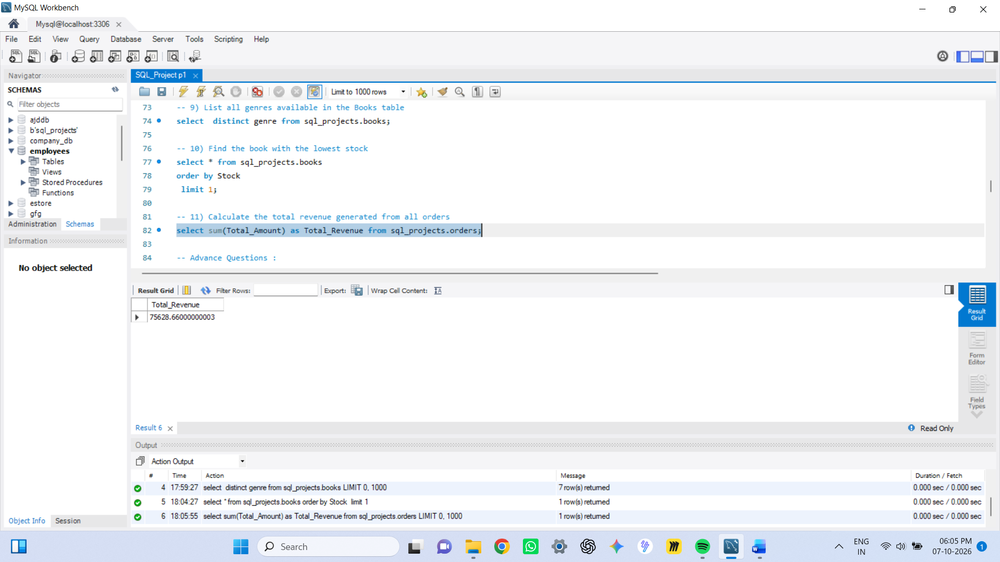 MySQL Workbench
Mysql@localhost:3306
File Edit View Query Database Server Tools Scripting Help
Navigator
SCHEMAS
Filter objects
ajddb
b'sql_projects'
company_db
employees
Tables
Views
Stored Procedures
Functions
estore
gfg
Administration Schemas
Information
No object selected
Object Info Session
SQL_Project p1
Limit to 1000 rows
73 -- 9) List all genres available in the Books table
74 select  distinct genre from sql_projects.books;
75
76 -- 10) Find the book with the lowest stock
77 select * from sql_projects.books
78 order by Stock
79 limit 1;
80
81 -- 11) Calculate the total revenue generated from all orders
82 select sum(Total_Amount) as Total_Revenue from sql_projects.orders;
83
84 -- Advance Questions :
Result Grid Filter Rows: Export: Wrap Cell Content:
Total_Revenue
75628.66000000003
Result Grid
Form Editor
Field Types
Result 6
Read Only
Output
Action Output
# Time Action Message Duration / Fetch
4 17:59:27 select  distinct genre from sql_projects.books LIMIT 0, 1000 7 row(s) returned 0.000 sec / 0.000 sec
5 18:04:27 select * from sql_projects.books order by Stock  limit 1 1 row(s) returned 0.000 sec / 0.000 sec
6 18:05:55 select sum(Total_Amount) as Total_Revenue from sql_projects.orders LIMIT 0, 1000 1 row(s) returned 0.000 sec / 0.000 sec
Search
ENG
IN
06:05 PM
07-10-2026
1